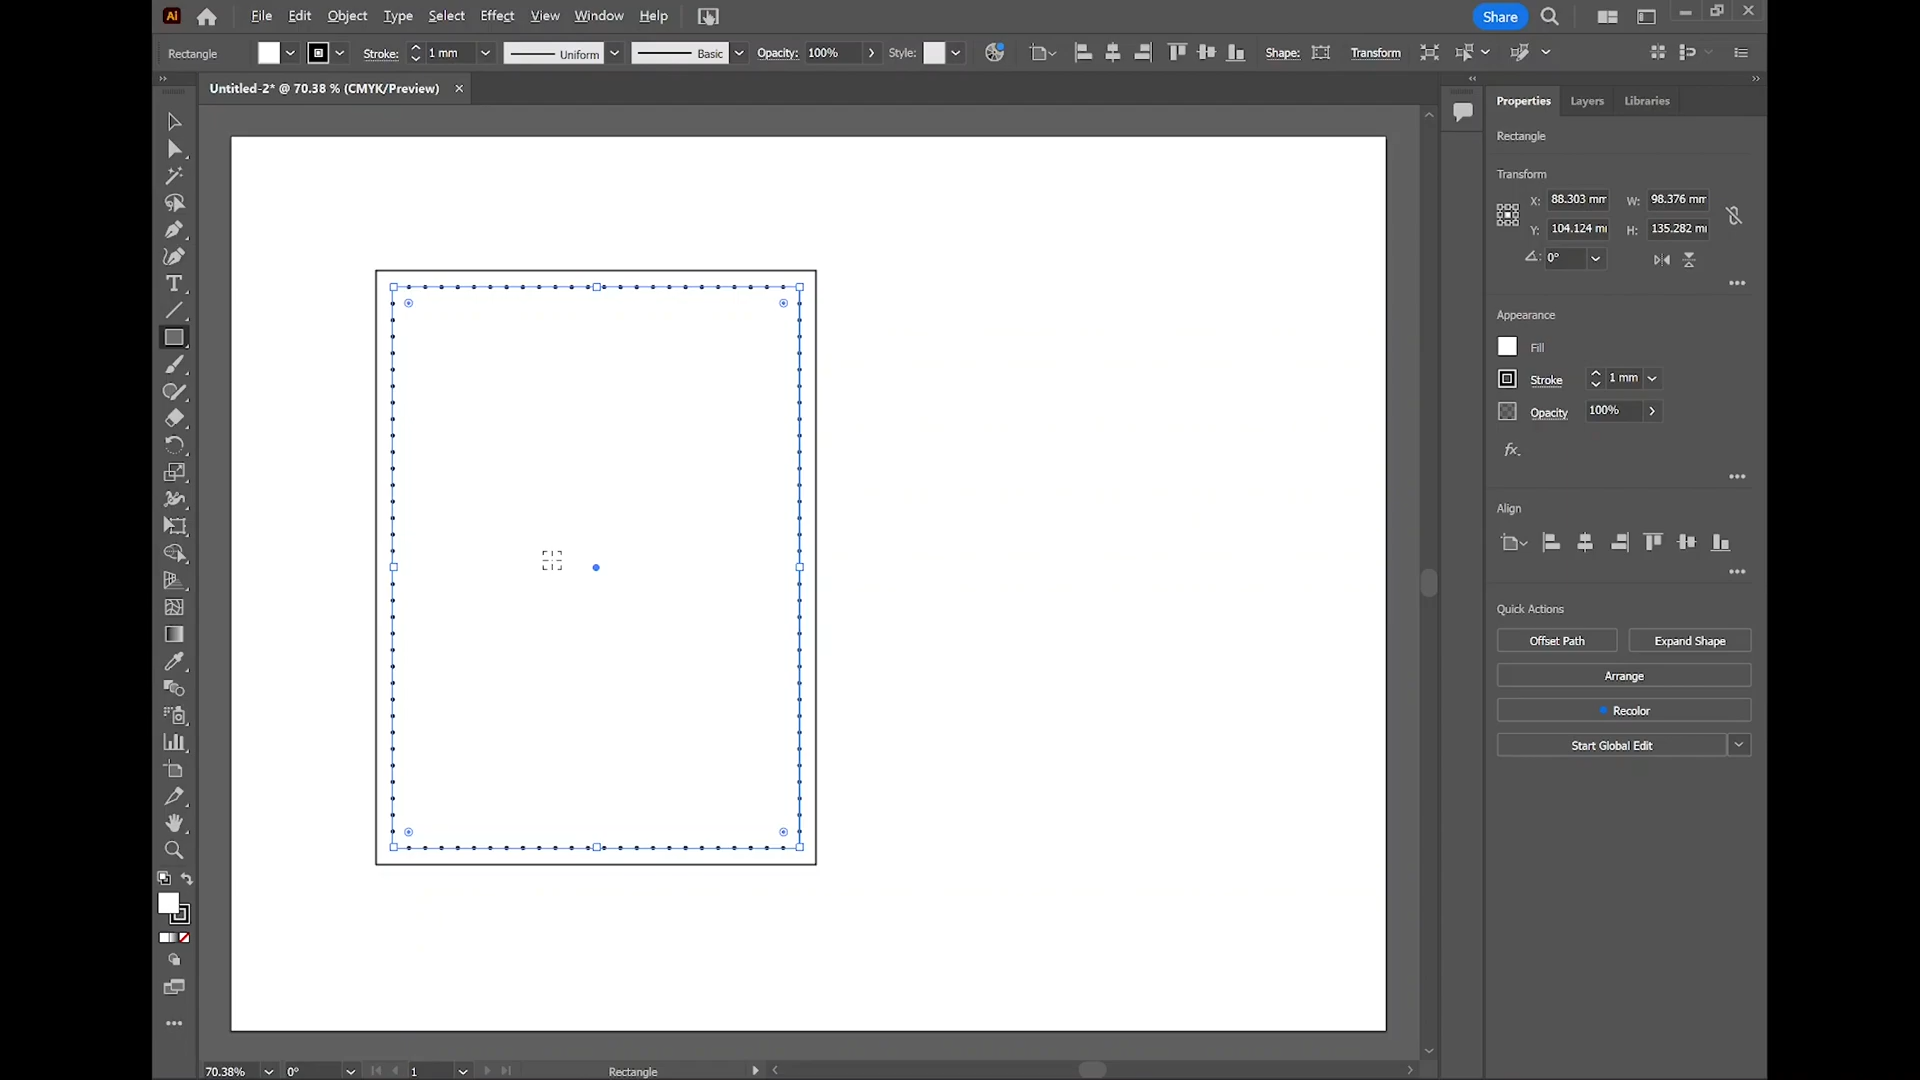 Ai File Edit Object Type Select Effect View Window Help Share
Rectangle Stroke: 1 mm Uniform Basic Opacity: 100% Style: Shape: Transform
Untitled-2* @ 70.38 % (CMYK/Preview) ×
Properties Layers Libraries
Rectangle
Transform
X: 88.303 mm W: 98.376 mm
Y: 104.124 m H: 135.282 m
0°
Appearance
Fill
Stroke 1 mm
Opacity 100%
fx.
Align
Quick Actions
Offset Path Expand Shape
Arrange
Recolor
Start Global Edit
70.38% 0° 1 Rectangle